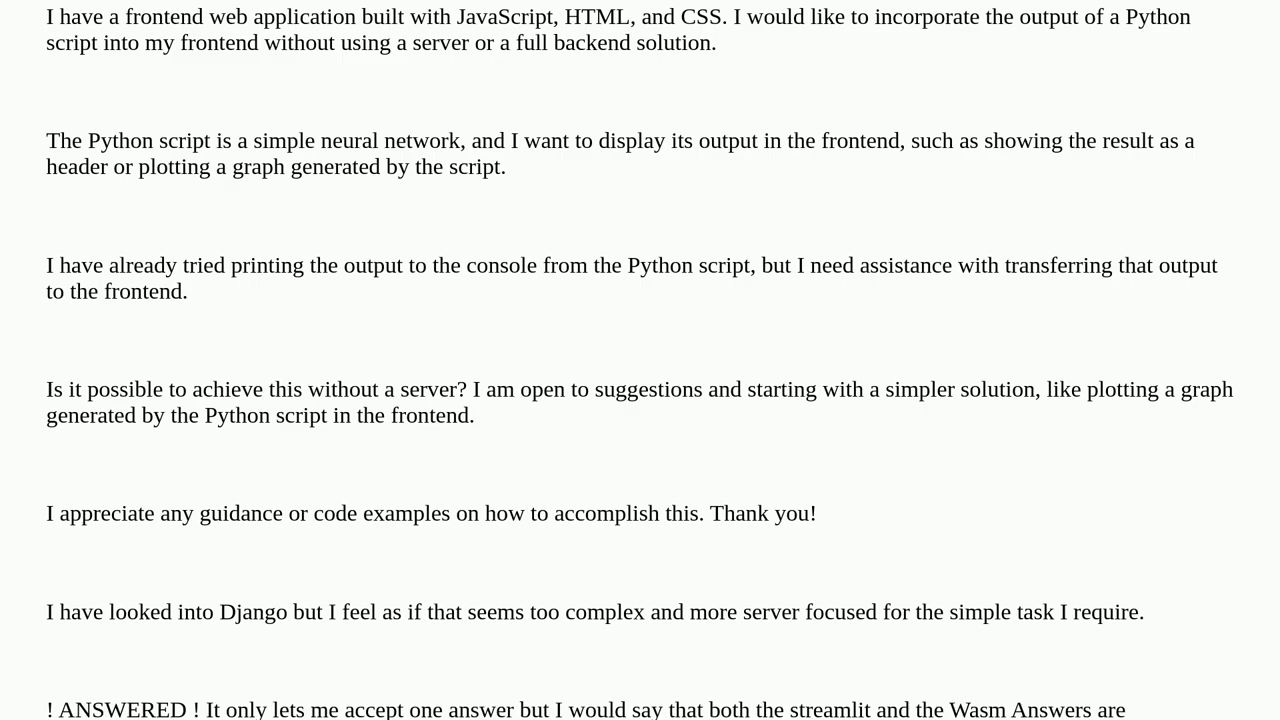 I have a frontend web application built with JavaScript, HTML, and CSS. I would like to incorporate the output of a Python
script into my frontend without using a server or a full backend solution.
The Python script is a simple neural network, and I want to display its output in the frontend, such as showing the result as a
header or plotting a graph generated by the script.
I have already tried printing the output to the console from the Python script, but I need assistance with transferring that output
to the frontend.
Is it possible to achieve this without a server? I am open to suggestions and starting with a simpler solution, like plotting a graph
generated by the Python script in the frontend.
I appreciate any guidance or code examples on how to accomplish this. Thank you!
I have looked into Django but I feel as if that seems too complex and more server focused for the simple task I require.
! ANSWERED ! It only lets me accept one answer but I would say that both the streamlit and the Wasm Answers are